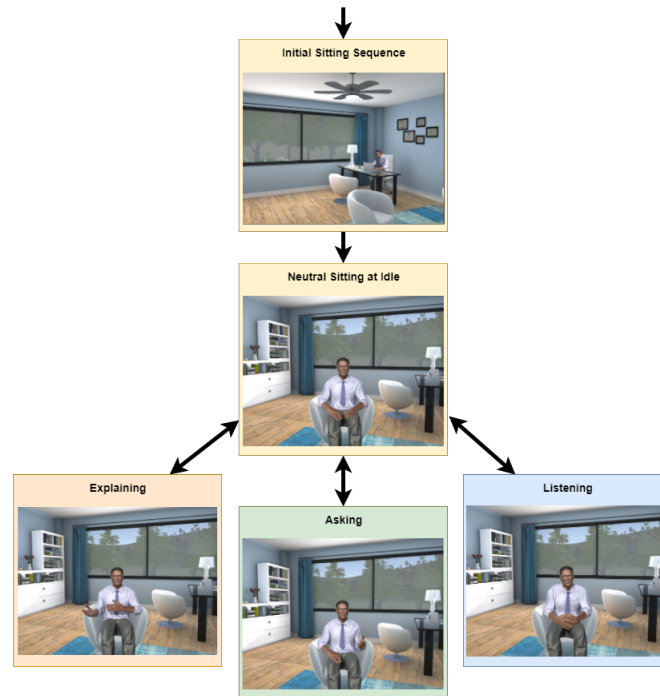 Initial Sitting Sequence
Neutral Sitting at Idle
Explaining
Asking
Listening